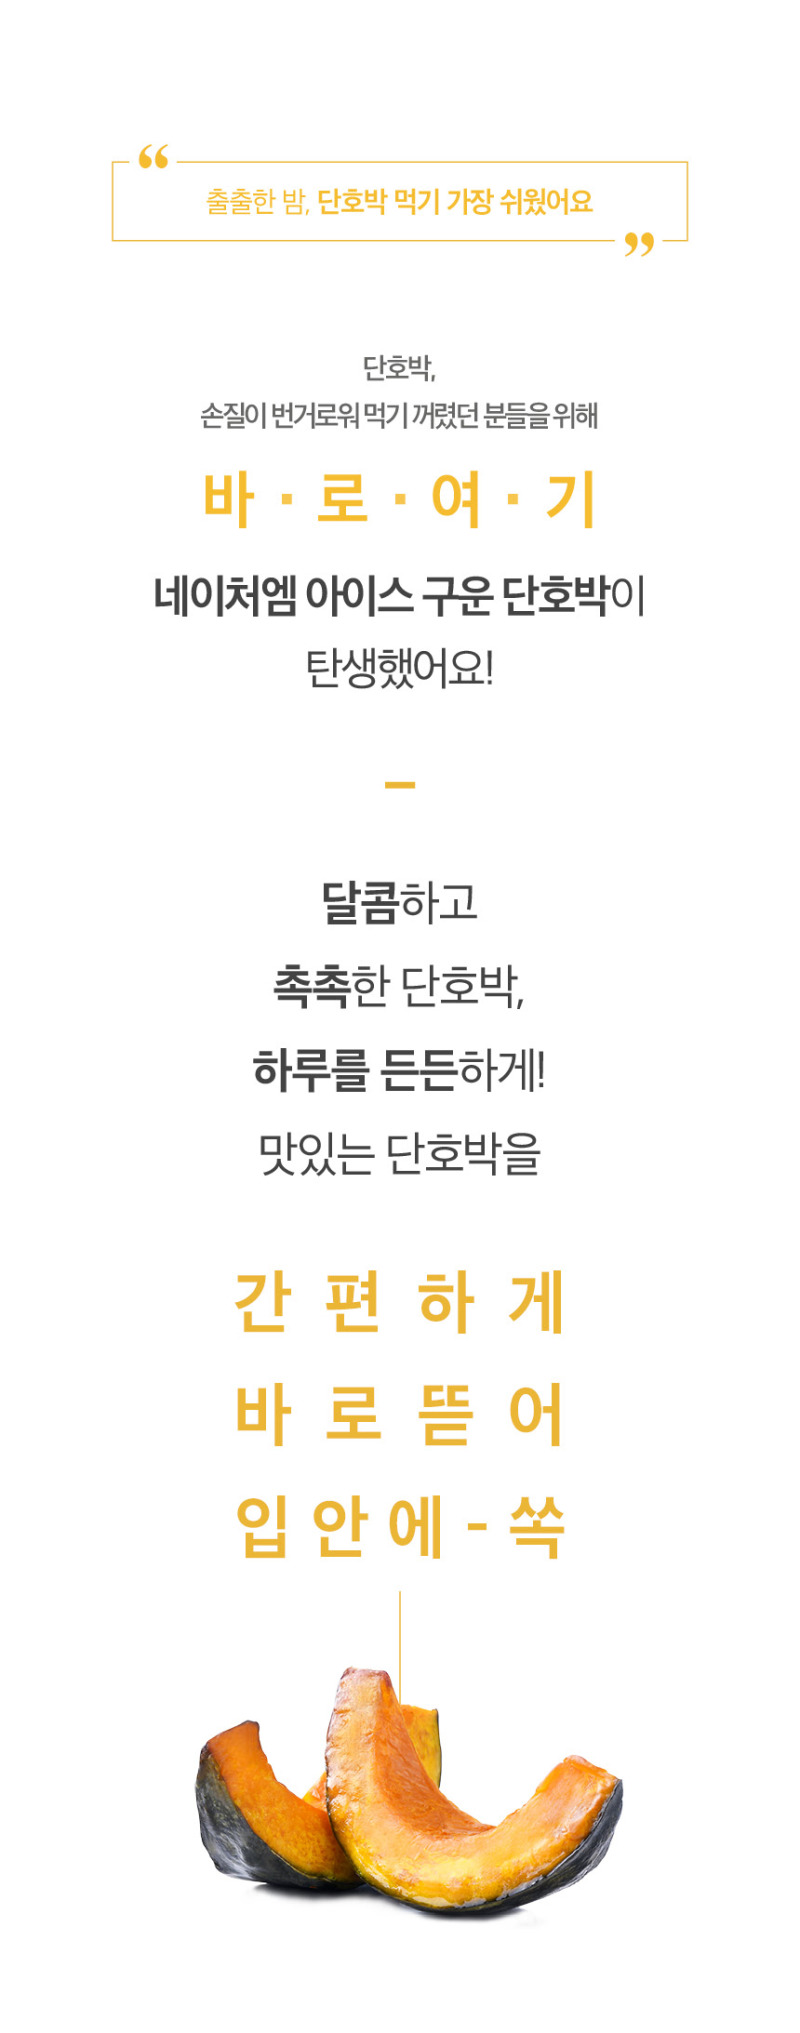 “
출출한 밤, 단호박 먹기 가장 쉬웠어요
”
단호박,
손질이 번거로워 먹기 꺼렸던 분들을 위해
바·로·여·기
네이처엠 아이스 구운 단호박이
탄생했어요!
–
달콤하고
촉촉한 단호박,
하루를 든든하게!
맛있는 단호박을
간편하게
바로뜯어
입안에-쏙